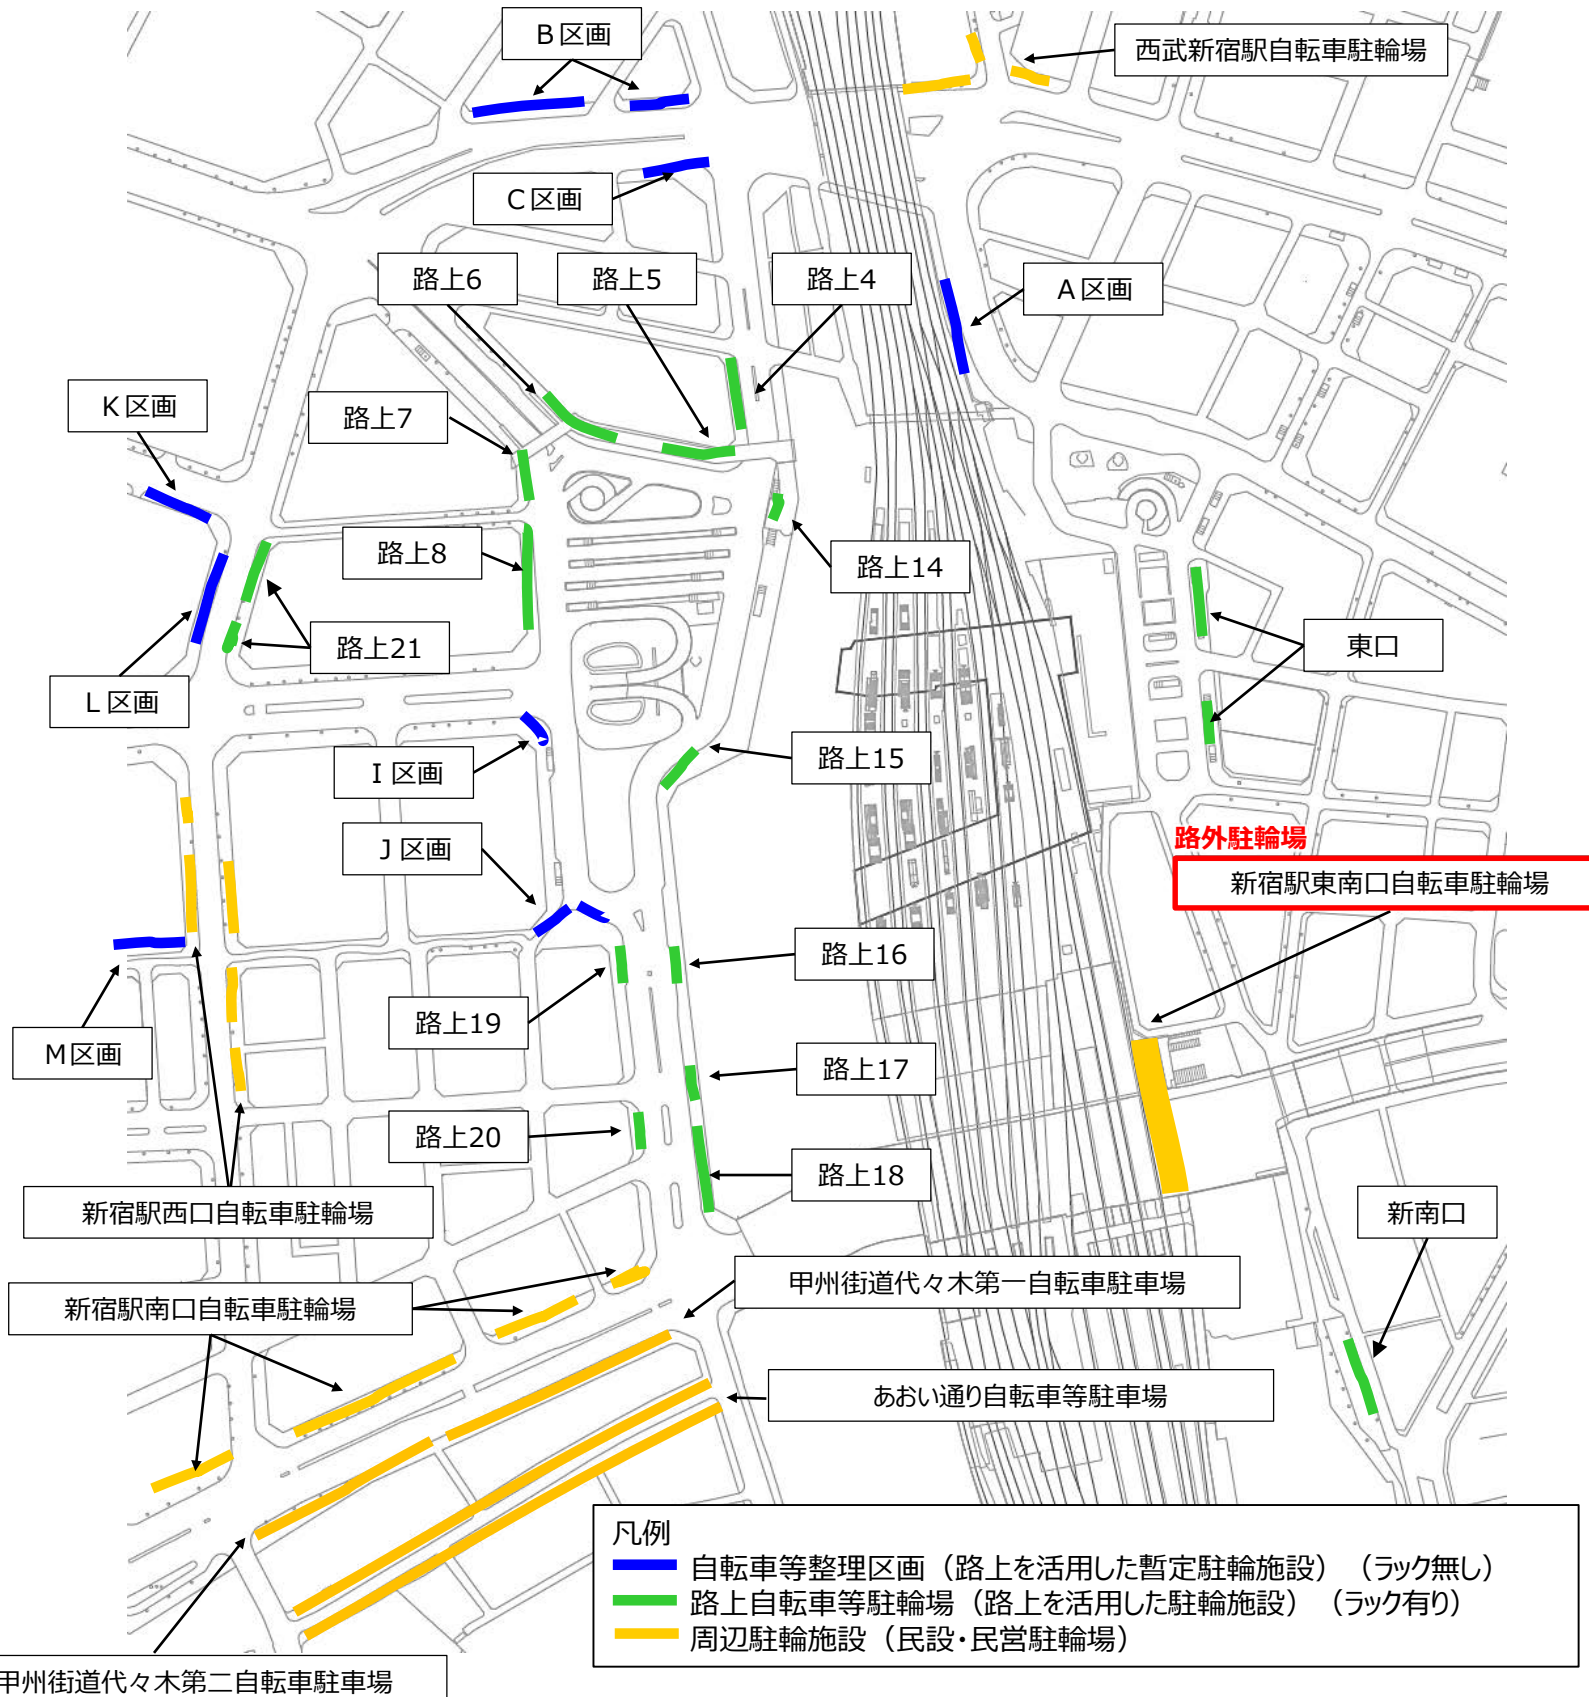 B区画
西武新宿駅自転車駐輪場
C区画
路上6
路上5
路上4
A区画
K区画
路上7
路上8
路上14
路上21
東口
L区画
I区画
路上15
J区画
路外駐輪場
新宿駅東南口自転車駐輪場
路上16
路上19
M区画
路上17
路上20
路上18
新宿駅西口自転車駐輪場
新南口
甲州街道代々木第一自転車駐車場
新宿駅南口自転車駐輪場
あおい通り自転車等駐車場
凡例
自転車等整理区画（路上を活用した暫定駐輪施設）（ラック無し）
路上自転車等駐輪場（路上を活用した駐輪施設）（ラック有り）
周辺駐輪施設（民設・民営駐輪場）
甲州街道代々木第二自転車駐車場